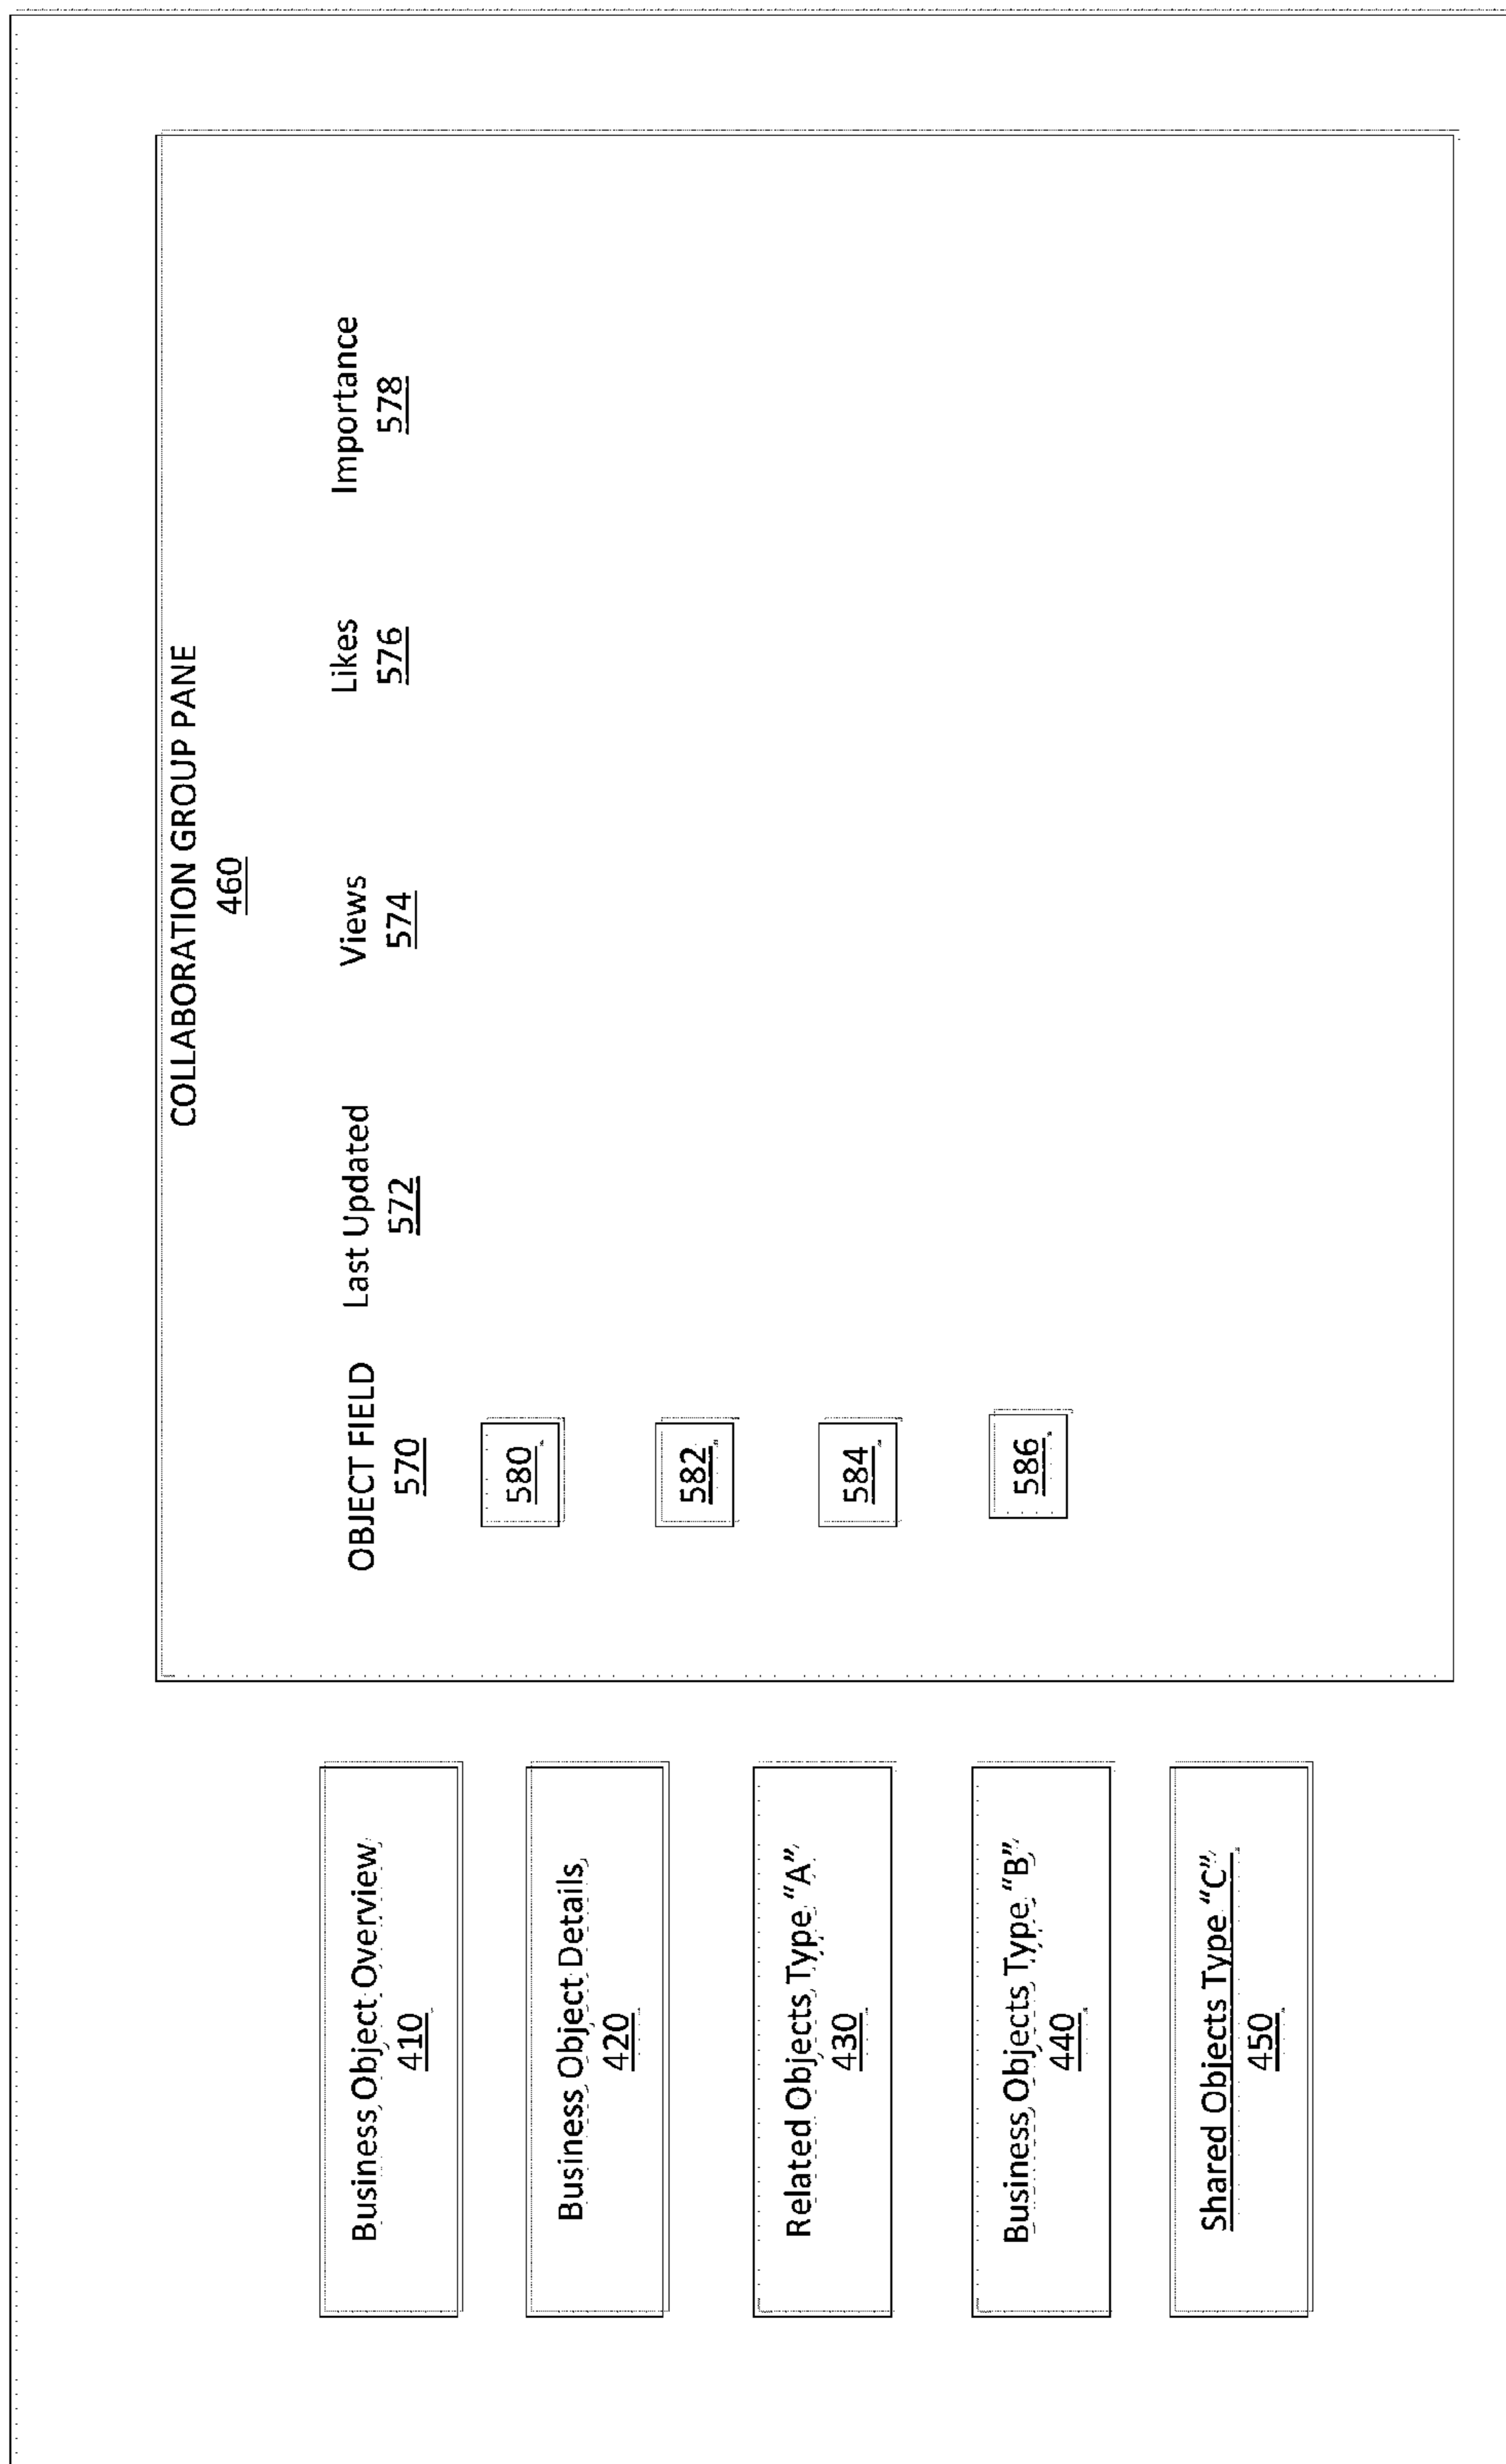 COLLABORATION GROUP PANE
460
OBJECT FIELD
570
Last Updated
572
Views
574
Likes
576
Importance
578
580
582
584
586
Business Object Overview
410
Business Object Details
420
Related Objects Type “A”
430
Business Objects Type “B”
440
Shared Objects Type “C”
450